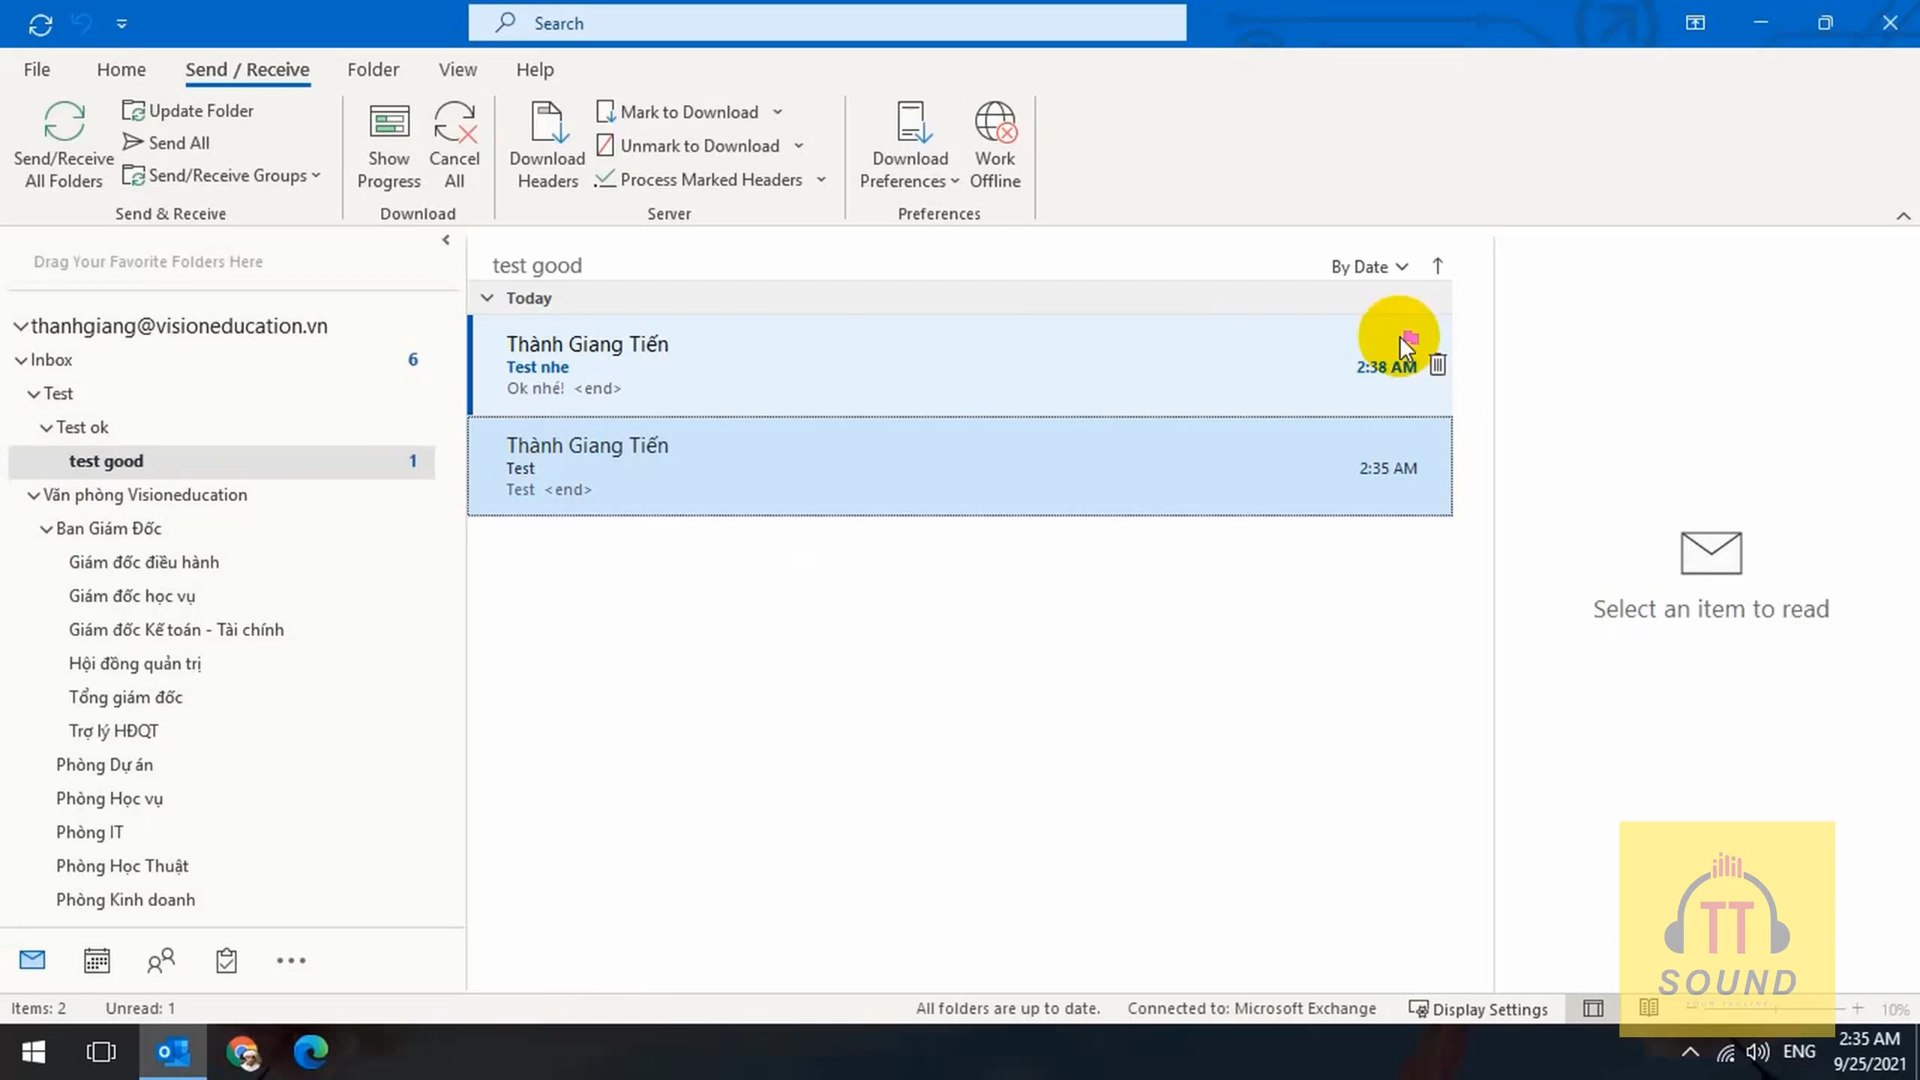 Search
File Home Send / Receive Folder View Help
Send/Receive
All Folders
Update Folder
Send All
Send/Receive Groups
Send & Receive
Show
Progress
Cancel
All
Download
Download
Headers
Mark to Download
Unmark to Download
Process Marked Headers
Server
Download
Preferences
Work
Offline
Preferences
Drag Your Favorite Folders Here
thanhgiang@visioneducation.vn
Inbox 6
Test
Test ok
test good 1
Văn phòng Visioneducation
Ban Giám Đốc
Giám đốc điều hành
Giám đốc học vụ
Giám đốc Kế toán - Tài chính
Hội đồng quản trị
Tổng giám đốc
Trợ lý HĐQT
Phòng Dự án
Phòng Học vụ
Phòng IT
Phòng Học Thuật
Phòng Kinh doanh
test good By Date
Today
Thành Giang Tiến
Test nhe 2:38 AM
Ok nhé! <end>
Thành Giang Tiến
Test 2:35 AM
Test <end>
Select an item to read
TT
SOUND
Items: 2 Unread: 1 All folders are up to date. Connected to: Microsoft Exchange Display Settings 10%
ENG
2:35 AM
9/25/2021